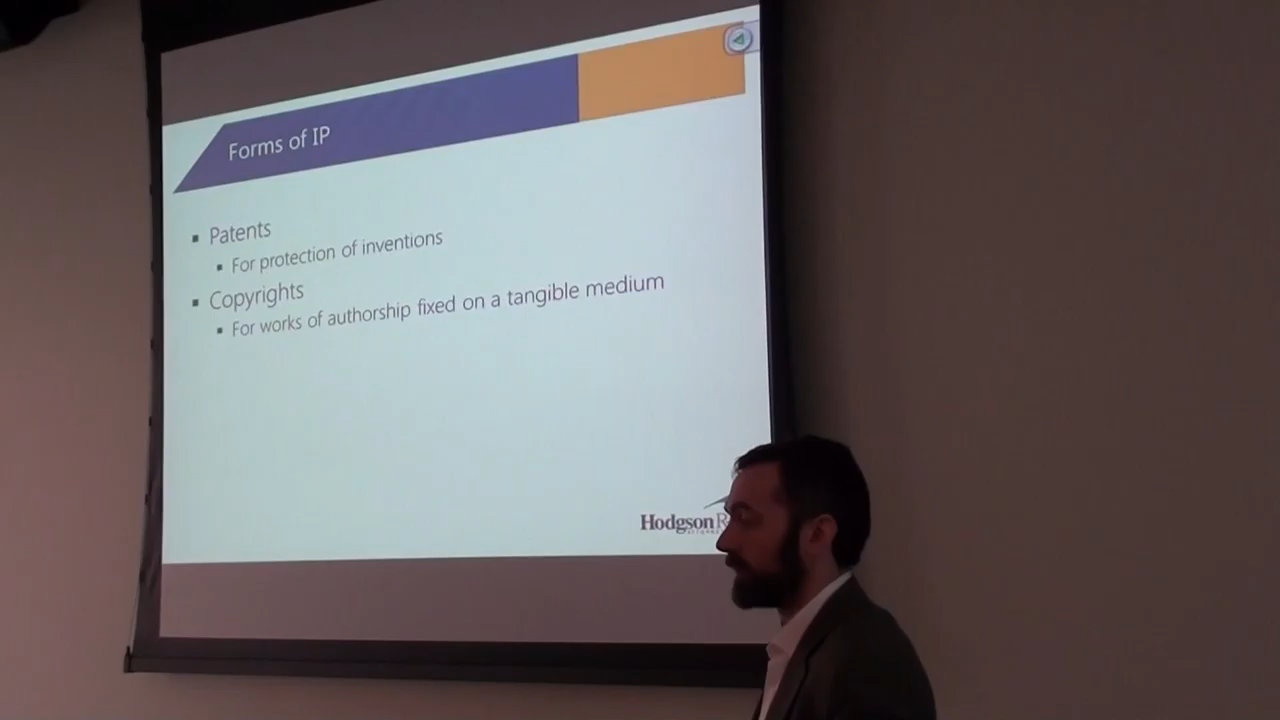 Forms of IP
Patents
For protection of inventions
Copyrights
For works of authorship fixed on a tangible medium
Hodgson